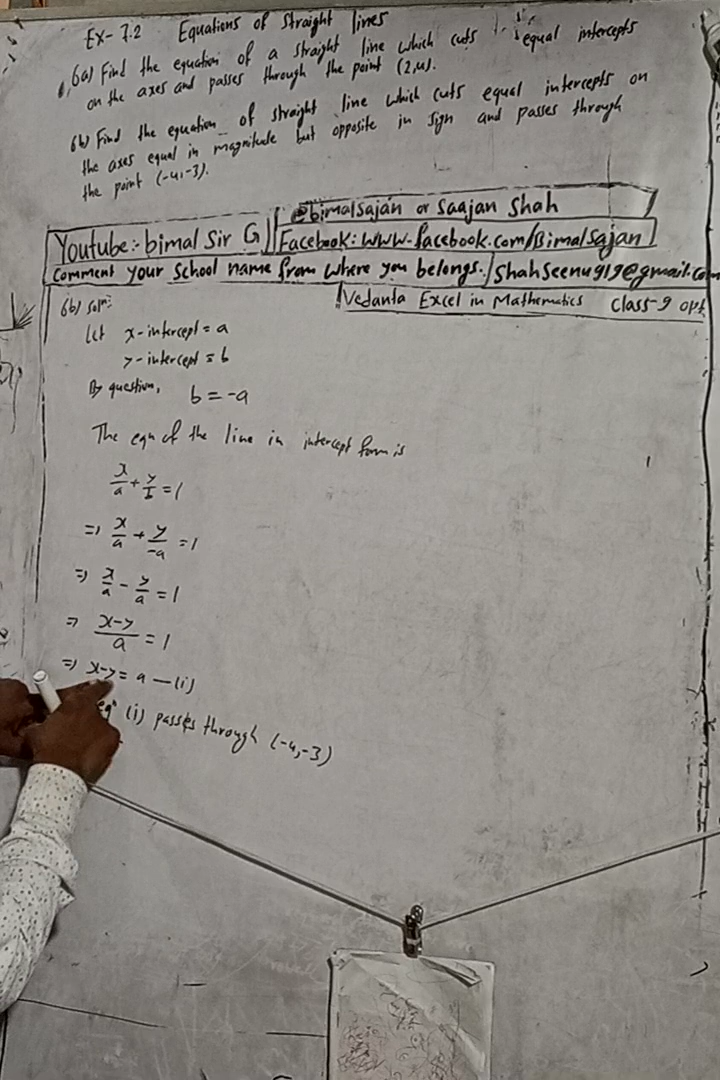 Ex- 7.2 Equations of Straight lines
6a) Find the equation of a straight line which cuts equal intercepts
on the axes and passes through the point (2,4).
6b) Find the equation of straight line which cuts equal intercepts on
the axes equal in magnitude but opposite in sign and passes through
the point (-4,-3).
@bimalsajan or Saajan Shah
Youtube:- bimal Sir G
Facebook: www.facebook.com/Bimalsajan
Comment your School name from where you belongs. / Shahseenu919@gmail.com
Vedanta Excel in Mathematics Class-9 opt
6b) solⁿ:
Let x-intercept = a
y-intercept = b
By question, b = -a
The eqn of the line in intercept form is
x/a + y/b = 1
=) x/a + y/-a = 1
=) x/a - y/a = 1
=) x-y/a = 1
=) x-y = a — (i)
eqⁿ (i) passes through (-4,-3)